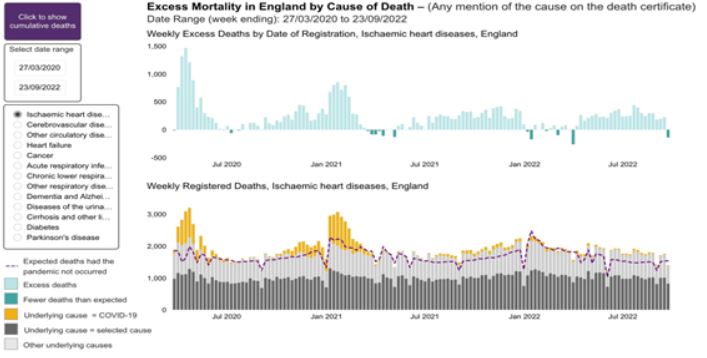 Click to show
cumulative deaths
Select date range
27/03/2020
23/09/2022
Ischaemic heart dise...
Cerebrovascular dise...
Other circulatory dise...
Heart failure
Cancer
Acute respiratory infe...
Chronic lower respira...
Other respiratory dise...
Dementia and Alzhei...
Diseases of the urina...
Cirrhosis and other li...
Diabetes
Parkinson's disease
Expected deaths had the
pandemic not occurred
Excess deaths
Fewer deaths than expected
Underlying cause = COVID-19
Underlying cause = selected cause
Other underlying causes
Excess Mortality in England by Cause of Death – (Any mention of the cause on the death certificate)
Date Range (week ending): 27/03/2020 to 23/09/2022
Weekly Excess Deaths by Date of Registration, Ischaemic heart diseases, England
1,500
1,000
500
0
-500
Jul 2020 Jan 2021 Jul 2021 Jan 2022 Jul 2022
Weekly Registered Deaths, Ischaemic heart diseases, England
3,000
2,000
1,000
0
Jul 2020 Jan 2021 Jul 2021 Jan 2022 Jul 2022